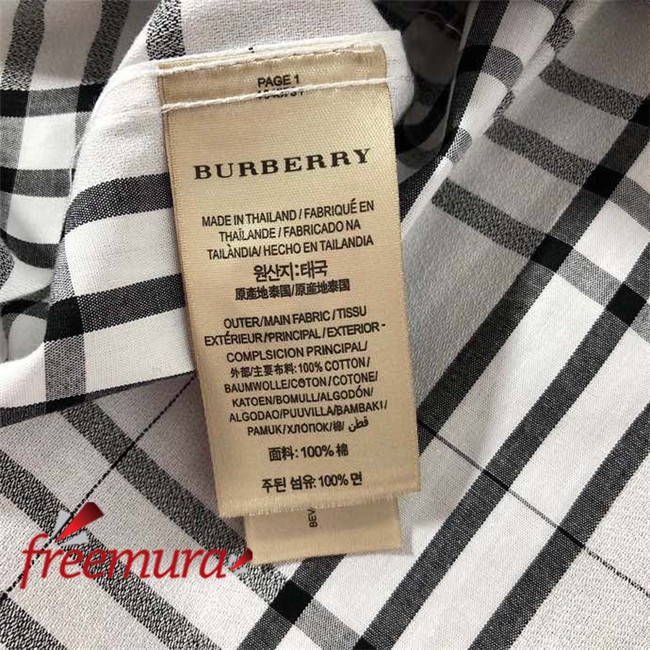 PAGE 1
BURBERRY
MADE IN THAILAND / FABRIQUÉ EN
THAÏLANDE / FABRICADO NA
TAILÀNDIA/ HECHO EN TAILANDIA
원산지:태국
原産地泰国/ 原產地泰国
OUTER/MAIN FABRIC/TISSU
EXTÉRIEUR/PRINCIPAL/EXTERIOR-
COMPLSICION PRINCIPAL/
外部/主要布料:100% COTTON/
BAUMWOLLE/COTON/COTONE/
KATOEN/BOMULL/ALGODÓN/
ALGODAO/PUUVILLA/BAMBAKI/
PAMUK/ХЛОПОК/棉/ قطن
面料:100% 棉
주된 섬유:100% 면
BEV
freemura